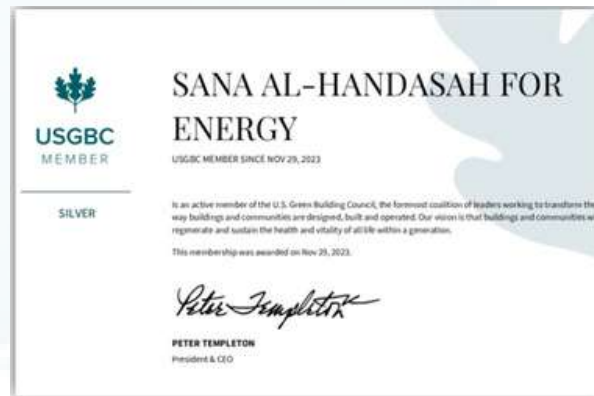 USGBC
MEMBER
SILVER
SANA AL-HANDASAH FOR
ENERGY
USGBC MEMBER SINCE NOV 29, 2023
is an active member of the U.S. Green Building Council, the foremost coalition of leaders working to transform the
way buildings and communities are designed, built and operated. Our vision is that buildings and communities w
regenerate and sustain the health and vitality of all life within a generation.
This membership was awarded on Nov 29, 2023.
Peter Templeton
PETER TEMPLETON
President & CEO